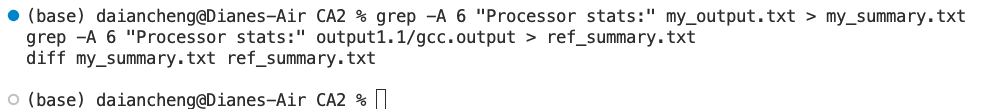 (base) daiancheng@Dianes-Air CA2 % grep -A 6 "Processor stats:" my_output.txt > my_summary.txt
grep -A 6 "Processor stats:" output1.1/gcc.output > ref_summary.txt
diff my_summary.txt ref_summary.txt
(base) daiancheng@Dianes-Air CA2 %